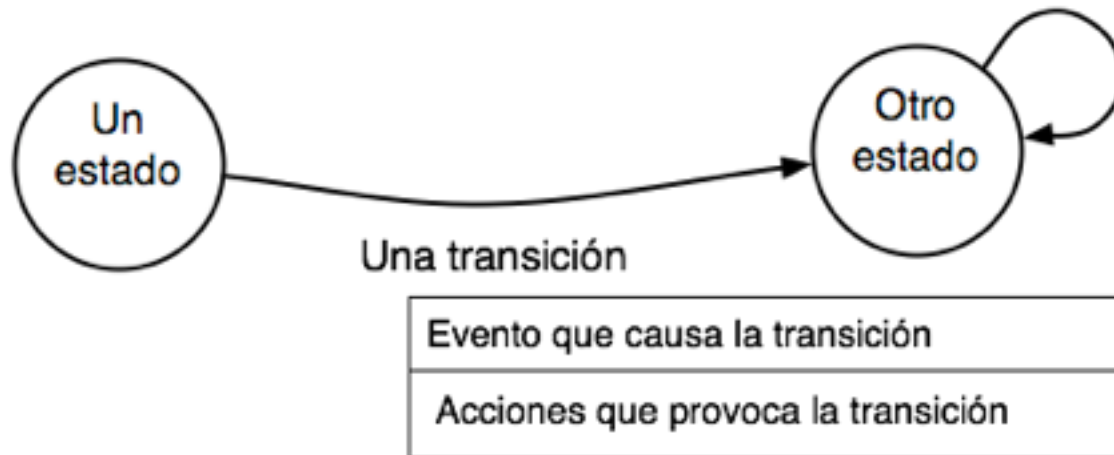 Un
estado
Otro
estado
Una transición
Evento que causa la transición
Acciones que provoca la transición